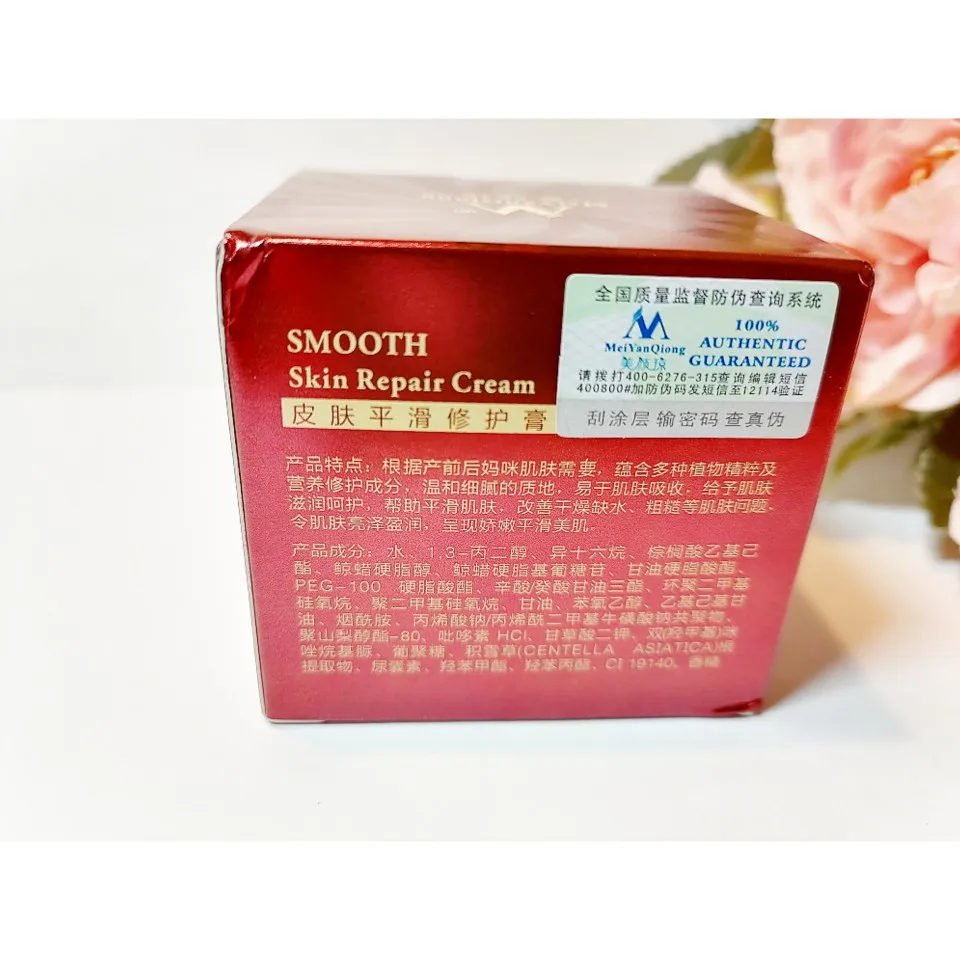 SMOOTH
Skin Repair Cream
皮肤平滑修护膏
全国质量监督防伪查询系统
MeiYanQiong
美颜琼
100%
AUTHENTIC
GUARANTEED
请拨打400-6276-315查询编辑短信
400800#加防伪码发短信至12114验证
刮涂层 输密码 查真伪
产品特点：根据产前后妈咪肌肤需要，蕴含多种植物精粹及
营养修护成分，温和细腻的质地，易于肌肤吸收，给予肌肤
滋润呵护，帮助平滑肌肤，改善干燥缺水、粗糙等肌肤问题，
令肌肤亮泽盈润，呈现娇嫩平滑美肌。
产品成分：水、1,3-丙二醇、异十六烷、棕榈酸乙基己
酯、鲸蜡硬脂醇、鲸蜡硬脂基葡糖苷、甘油硬脂酸酯、
PEG-100 硬脂酸酯、辛酸/癸酸甘油三酯、环聚二甲基
硅氧烷、聚二甲基硅氧烷、甘油、苯氧乙醇、乙基己基甘
油、烟酰胺、丙烯酸钠/丙烯酰二甲基牛磺酸钠共聚物、
聚山梨醇酯-80、吡哆素 HCl、甘草酸二钾、双(羟甲基)咪
唑烷基脲、葡聚糖、积雪草(CENTELLA ASIATICA)根
提取物、尿囊素、羟苯甲酯、羟苯丙酯、CI 19140、香精